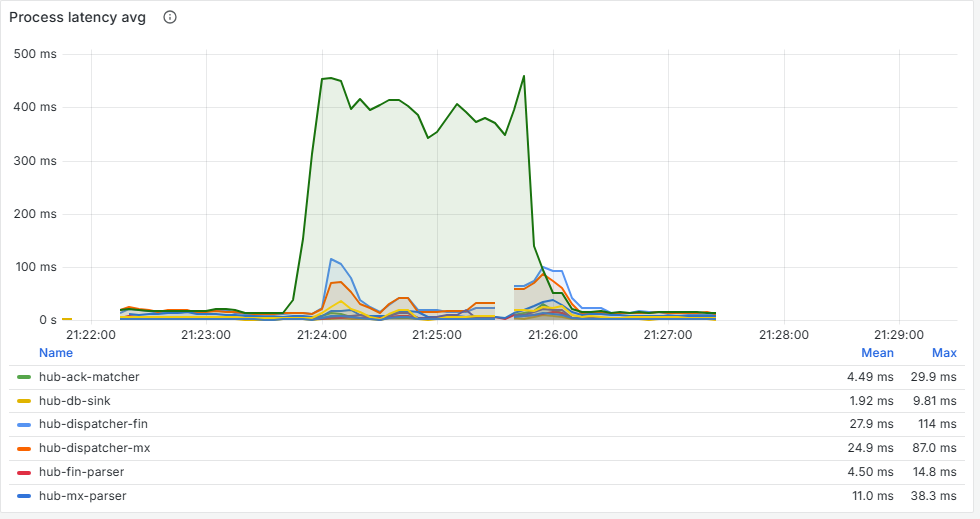 Process latency avg
500 ms
400 ms
300 ms
200 ms
100 ms
0 s
21:22:00 21:23:00 21:24:00 21:25:00 21:26:00 21:27:00 21:28:00 21:29:00
Name Mean Max
hub-ack-matcher 4.49 ms 29.9 ms
hub-db-sink 1.92 ms 9.81 ms
hub-dispatcher-fin 27.9 ms 114 ms
hub-dispatcher-mx 24.9 ms 87.0 ms
hub-fin-parser 4.50 ms 14.8 ms
hub-mx-parser 11.0 ms 38.3 ms